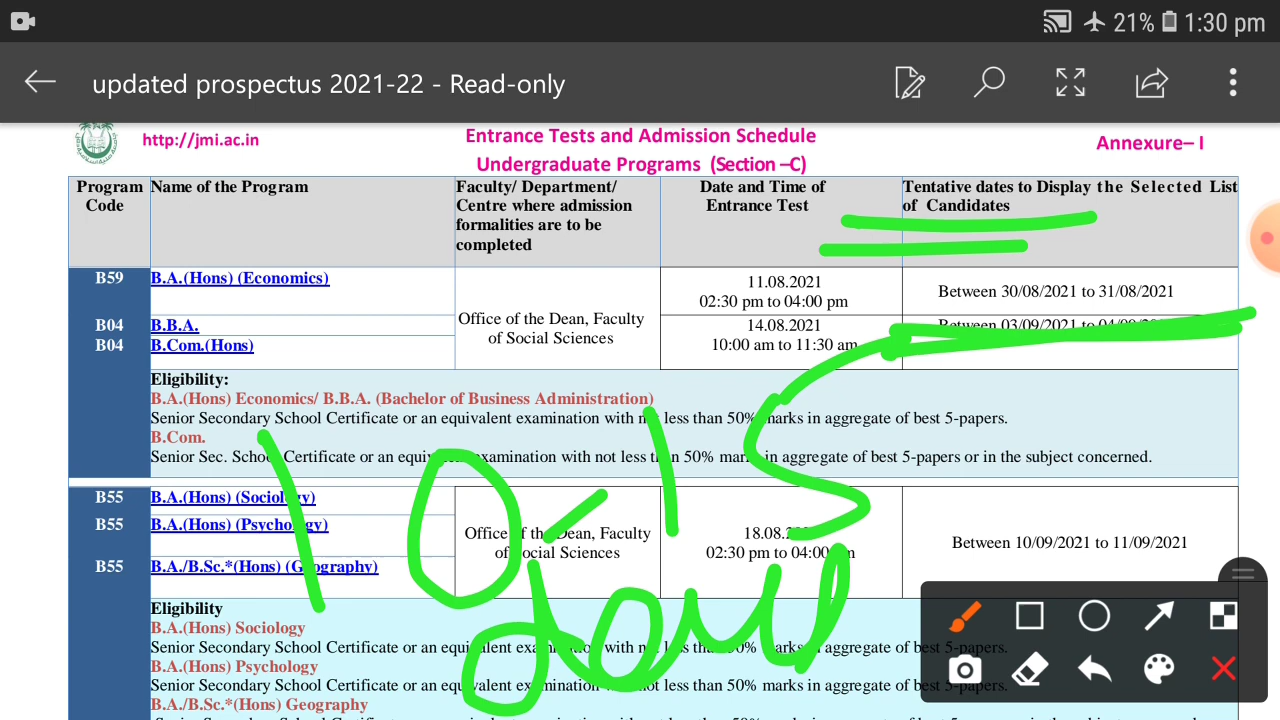 21% 1:30 pm
updated prospectus 2021-22 - Read-only
http://jmi.ac.in
Entrance Tests and Admission Schedule
Undergraduate Programs (Section –C)
Annexure– I
Program Code
Name of the Program
Faculty/ Department/ Centre where admission formalities are to be completed
Date and Time of Entrance Test
Tentative dates to Display the Selected List of Candidates
B59 B.A.(Hons) (Economics)
Office of the Dean, Faculty of Social Sciences
11.08.2021
02:30 pm to 04:00 pm
Between 30/08/2021 to 31/08/2021
B04 B.B.A.
14.08.2021
Between 03/09/2021 to
B04 B.Com.(Hons)
10:00 am to 11:30 am
Eligibility:
B.A.(Hons) Economics/ B.B.A. (Bachelor of Business Administration)
Senior Secondary School Certificate or an equivalent examination with not less than 50% marks in aggregate of best 5-papers.
B.Com.
Senior Sec. School Certificate or an equivalent examination with not less than 50% marks in aggregate of best 5-papers or in the subject concerned.
B55 B.A.(Hons) (Sociology)
B55 B.A.(Hons) (Psychology)
B55 B.A./B.Sc.*(Hons) (Geography)
Office of the Dean, Faculty of Social Sciences
18.08.2
02:30 pm to 04:00 pm
Between 10/09/2021 to 11/09/2021
10-15
Eligibility
B.A.(Hons) Sociology
Senior Secondary School Certificate or an equivalent examination with not less than 50% marks in aggregate of best 5-papers.
B.A.(Hons) Psychology
Senior Secondary School Certificate or an equivalent examination with not less than 50% marks in aggregate of best 5-papers.
B.A./B.Sc.*(Hons) Geography